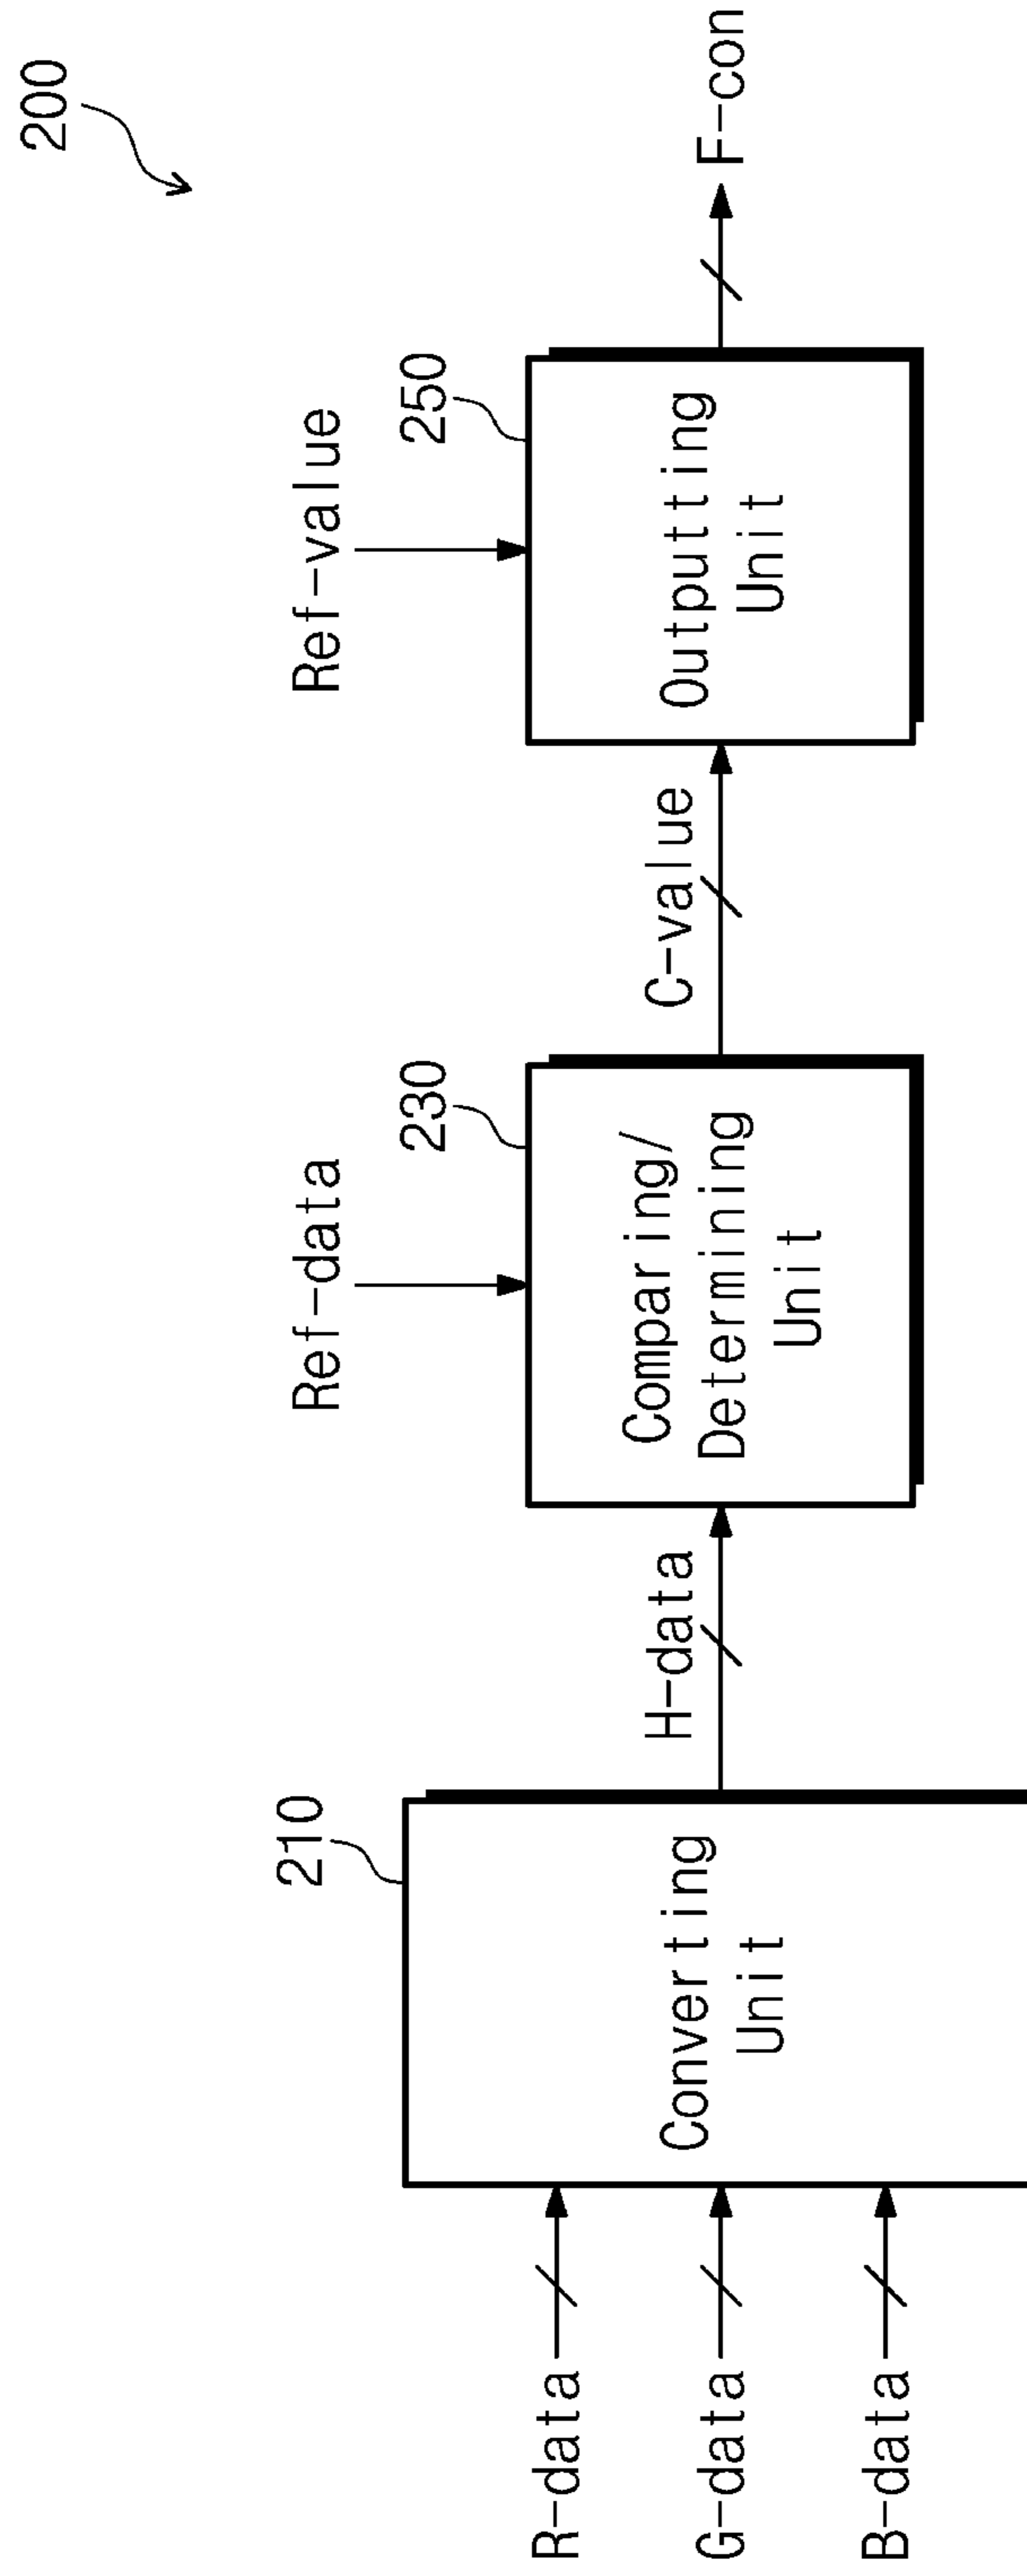 200
R-data
G-data
B-data
210
Converting
Unit
H-data
Ref-data
230
Comparing/
Determining
Unit
C-value
Ref-value
250
Outputting
Unit
F-con